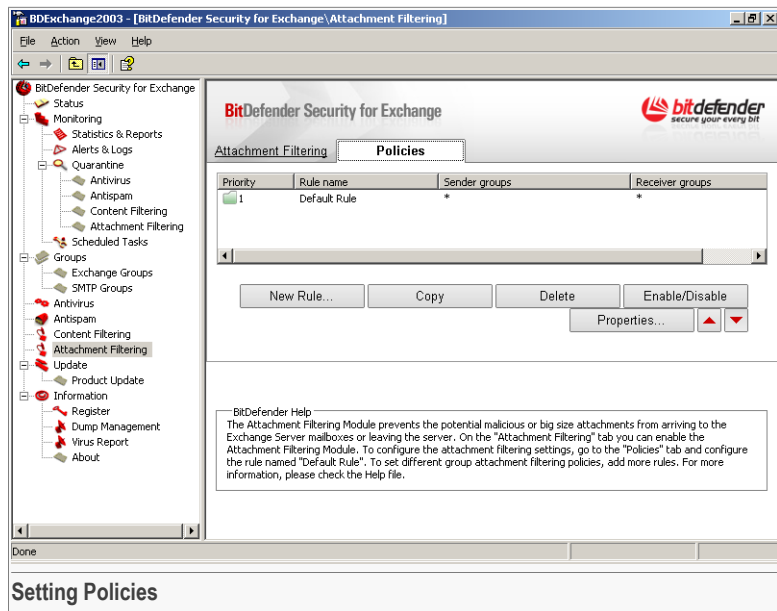 BDExchange2003 - [BitDefender Security for Exchange\Attachment Filtering]
File Action View Help
BitDefender Security for Exchange
Status
Monitoring
Statistics & Reports
Alerts & Logs
Quarantine
Antivirus
Antispam
Content Filtering
Attachment Filtering
Scheduled Tasks
Groups
Exchange Groups
SMTP Groups
Antivirus
Antispam
Content Filtering
Attachment Filtering
Update
Product Update
Information
Register
Dump Management
Virus Report
About
BitDefender Security for Exchange
bitdefender
secure your every bit
Attachment Filtering Policies
Priority Rule name Sender groups Receiver groups
1 Default Rule * *
New Rule... Copy Delete Enable/Disable
Properties...
BitDefender Help
The Attachment Filtering Module prevents the potential malicious or big size attachments from arriving to the
Exchange Server mailboxes or leaving the server. On the "Attachment Filtering" tab you can enable the
Attachment Filtering Module. To configure the attachment filtering settings, go to the "Policies" tab and configure
the rule named "Default Rule". To set different group attachment filtering policies, add more rules. For more
information, please check the Help file.
Done
Setting Policies